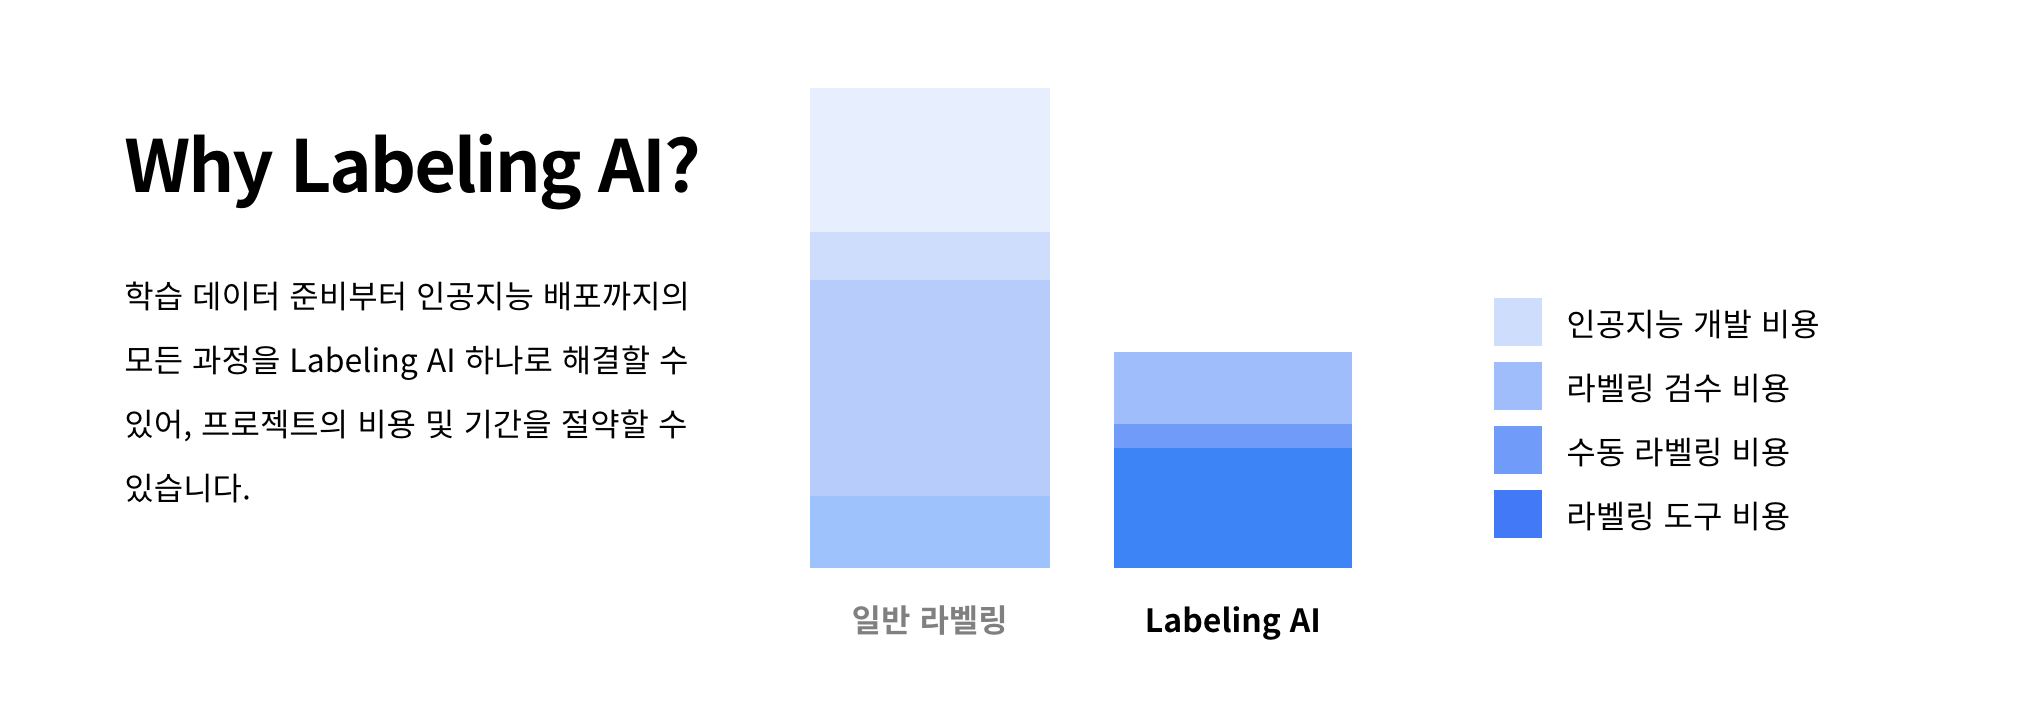 Why Labeling AI?
학습 데이터 준비부터 인공지능 배포까지의
모든 과정을 Labeling AI 하나로 해결할 수
있어, 프로젝트의 비용 및 기간을 절약할 수
있습니다.
일반 라벨링
Labeling AI
인공지능 개발 비용
라벨링 검수 비용
수동 라벨링 비용
라벨링 도구 비용